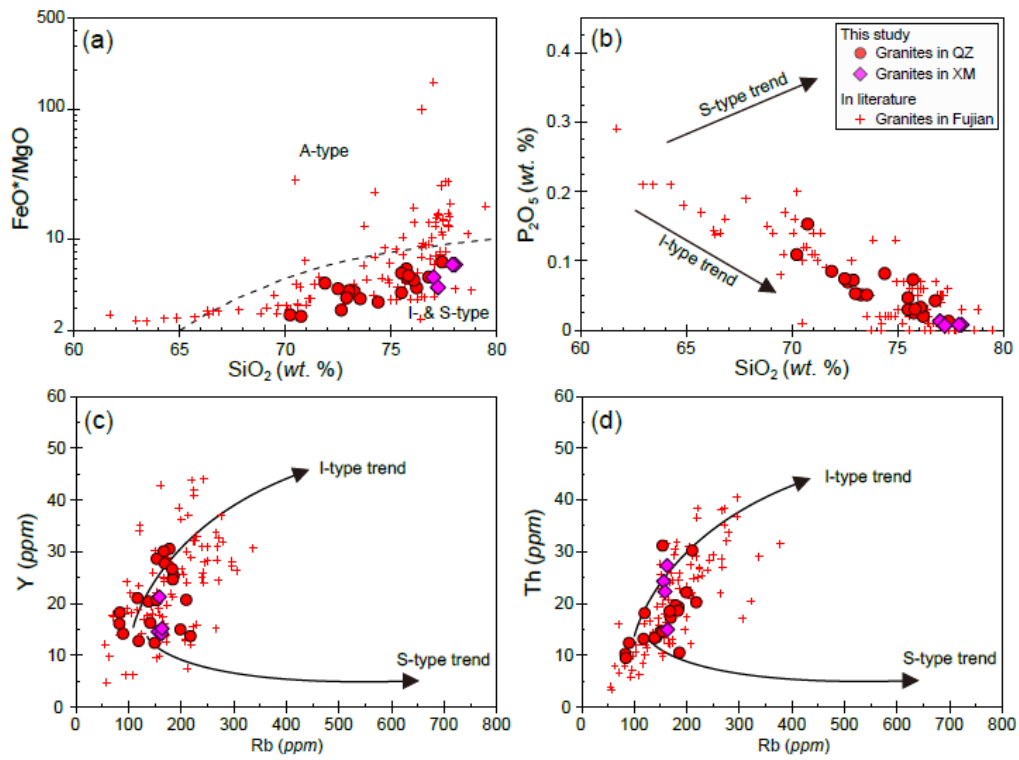 (a)
500
100
10
2
FeO*/MgO
A-type
I- & S-type
60
65
70
75
80
SiO₂ (wt. %)
(b)
0.4
0.3
0.2
0.1
0
P₂O₅ (wt. %)
S-type trend
I-type trend
This study
Granites in QZ
Granites in XM
In literature
Granites in Fujian
60
65
70
75
80
SiO₂ (wt. %)
(c)
60
50
40
30
20
10
0
Y (ppm)
I-type trend
S-type trend
0 100 200 300 400 500 600 700 800
Rb (ppm)
(d)
60
50
40
30
20
10
0
Th (ppm)
I-type trend
S-type trend
0 100 200 300 400 500 600 700 800
Rb (ppm)